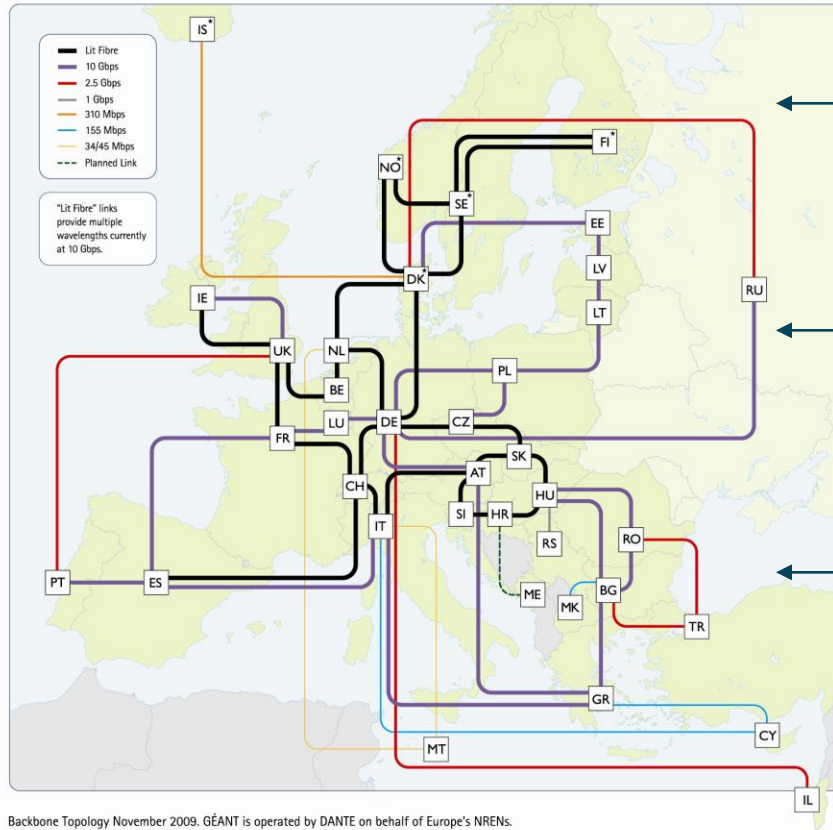 IS*
Lit Fibre
10 Gbps
2.5 Gbps
1 Gbps
310 Mbps
155 Mbps
34/45 Mbps
Planned Link
"Lit Fibre" links
provide multiple
wavelengths currently
at 10 Gbps.
FI*
NO*
SE*
EE
DK*
LV
RU
IE
LT
UK
NL
PL
BE
LU
DE
CZ
FR
SK
AT
CH
HU
SI
HR
IT
RO
RS
PT
ES
ME
MK
BG
TR
GR
CY
MT
IL
Backbone Topology November 2009. GÉANT is operated by DANTE on behalf of Europe's NRENs.